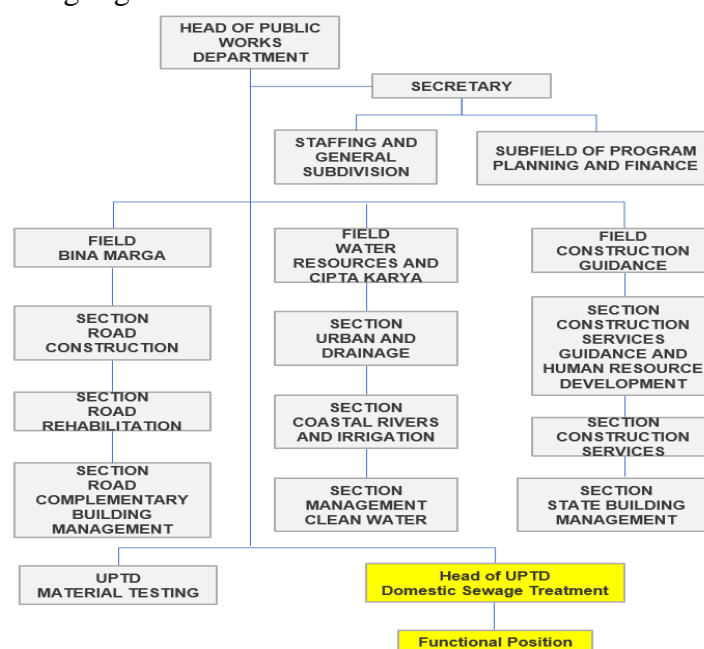 HEAD OF PUBLIC
WORKS
DEPARTMENT
SECRETARY
STAFFING AND
GENERAL
SUBDIVISION
SUBFIELD OF PROGRAM
PLANNING AND FINANCE
FIELD
BINA MARGA
FIELD
WATER
RESOURCES AND
CIPTA KARYA
FIELD
CONSTRUCTION
GUIDANCE
SECTION
ROAD
CONSTRUCTION
SECTION
URBAN AND
DRAINAGE
SECTION
CONSTRUCTION
SERVICES
GUIDANCE AND
HUMAN RESOURCE
DEVELOPMENT
SECTION
ROAD
REHABILITATION
SECTION
COASTAL RIVERS
AND IRRIGATION
SECTION
CONSTRUCTION
SERVICES
SECTION
ROAD
COMPLEMENTARY
BUILDING
MANAGEMENT
SECTION
MANAGEMENT
CLEAN WATER
SECTION
STATE BUILDING
MANAGEMENT
UPTD
MATERIAL TESTING
Head of UPTD
Domestic Sewage Treatment
Functional Position